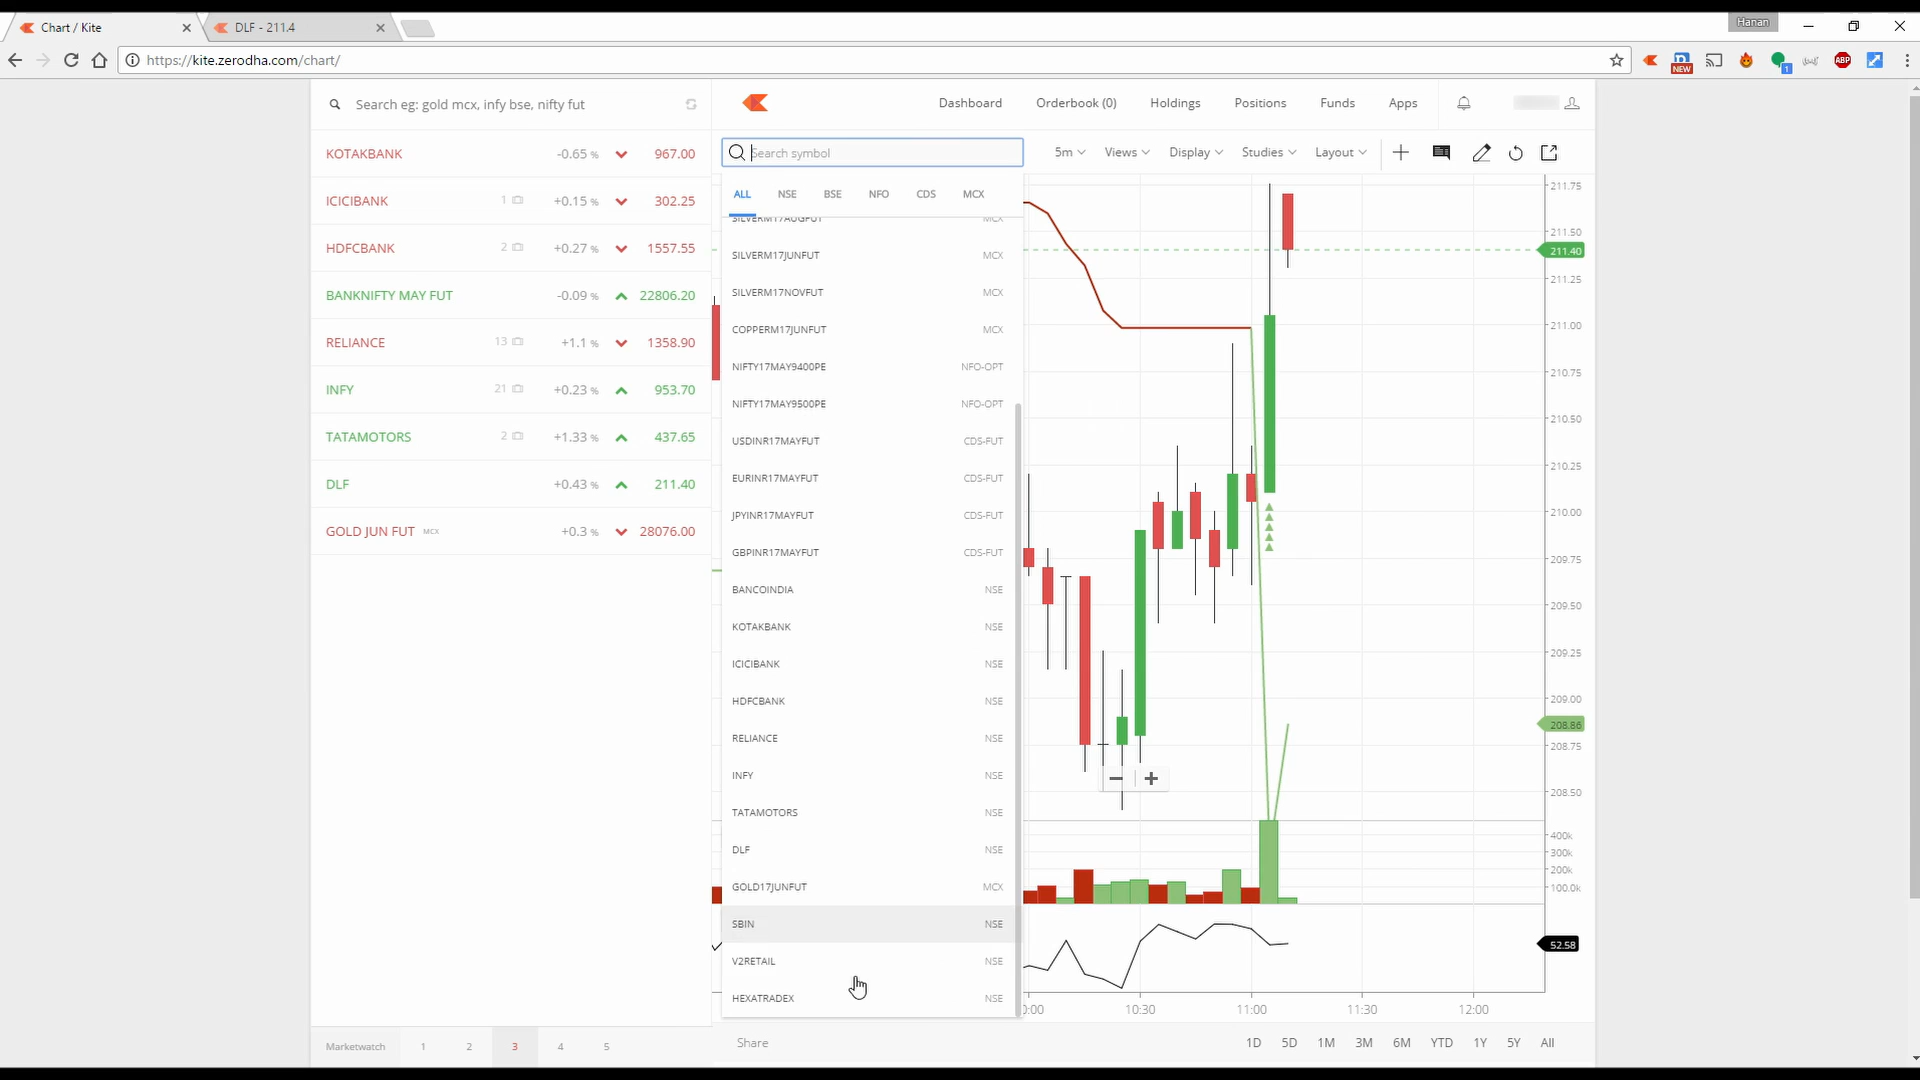 Chart / Kite
DLF - 211.4
Hanan
https://kite.zerodha.com/chart/
NEW
1
ABP
Search eg: gold mcx, infy bse, nifty fut
Dashboard Orderbook (0) Holdings Positions Funds Apps
KOTAKBANK -0.65 % 967.00
ICICIBANK 1 +0.15 % 302.25
HDFCBANK 2 +0.27 % 1557.55
BANKNIFTY MAY FUT -0.09 % 22806.20
RELIANCE 13 +1.1 % 1358.90
INFY 21 +0.23 % 953.70
TATAMOTORS 2 +1.33 % 437.65
DLF +0.43 % 211.40
GOLD JUN FUT MCX +0.3 % 28076.00
Marketwatch 1 2 3 4 5
Search symbol
5m Views Display Studies Layout
ALL NSE BSE NFO CDS MCX
SILVERM17AUGFUT MCX
SILVERM17JUNFUT MCX
SILVERM17NOVFUT MCX
COPPERM17JUNFUT MCX
NIFTY17MAY9400PE NFO-OPT
NIFTY17MAY9500PE NFO-OPT
USDINR17MAYFUT CDS-FUT
EURINR17MAYFUT CDS-FUT
JPYINR17MAYFUT CDS-FUT
GBPINR17MAYFUT CDS-FUT
BANCOINDIA NSE
KOTAKBANK NSE
ICICIBANK NSE
HDFCBANK NSE
RELIANCE NSE
INFY NSE
TATAMOTORS NSE
DLF NSE
GOLD17JUNFUT MCX
SBIN NSE
V2RETAIL NSE
HEXATRADEX NSE
211.75
211.50
211.40
211.25
211.00
210.75
210.50
210.25
210.00
209.75
209.50
209.25
209.00
208.86
208.75
208.50
400k
300k
200k
100.0k
52.58
0:00 10:30 11:00 11:30 12:00
Share
1D 5D 1M 3M 6M YTD 1Y 5Y All